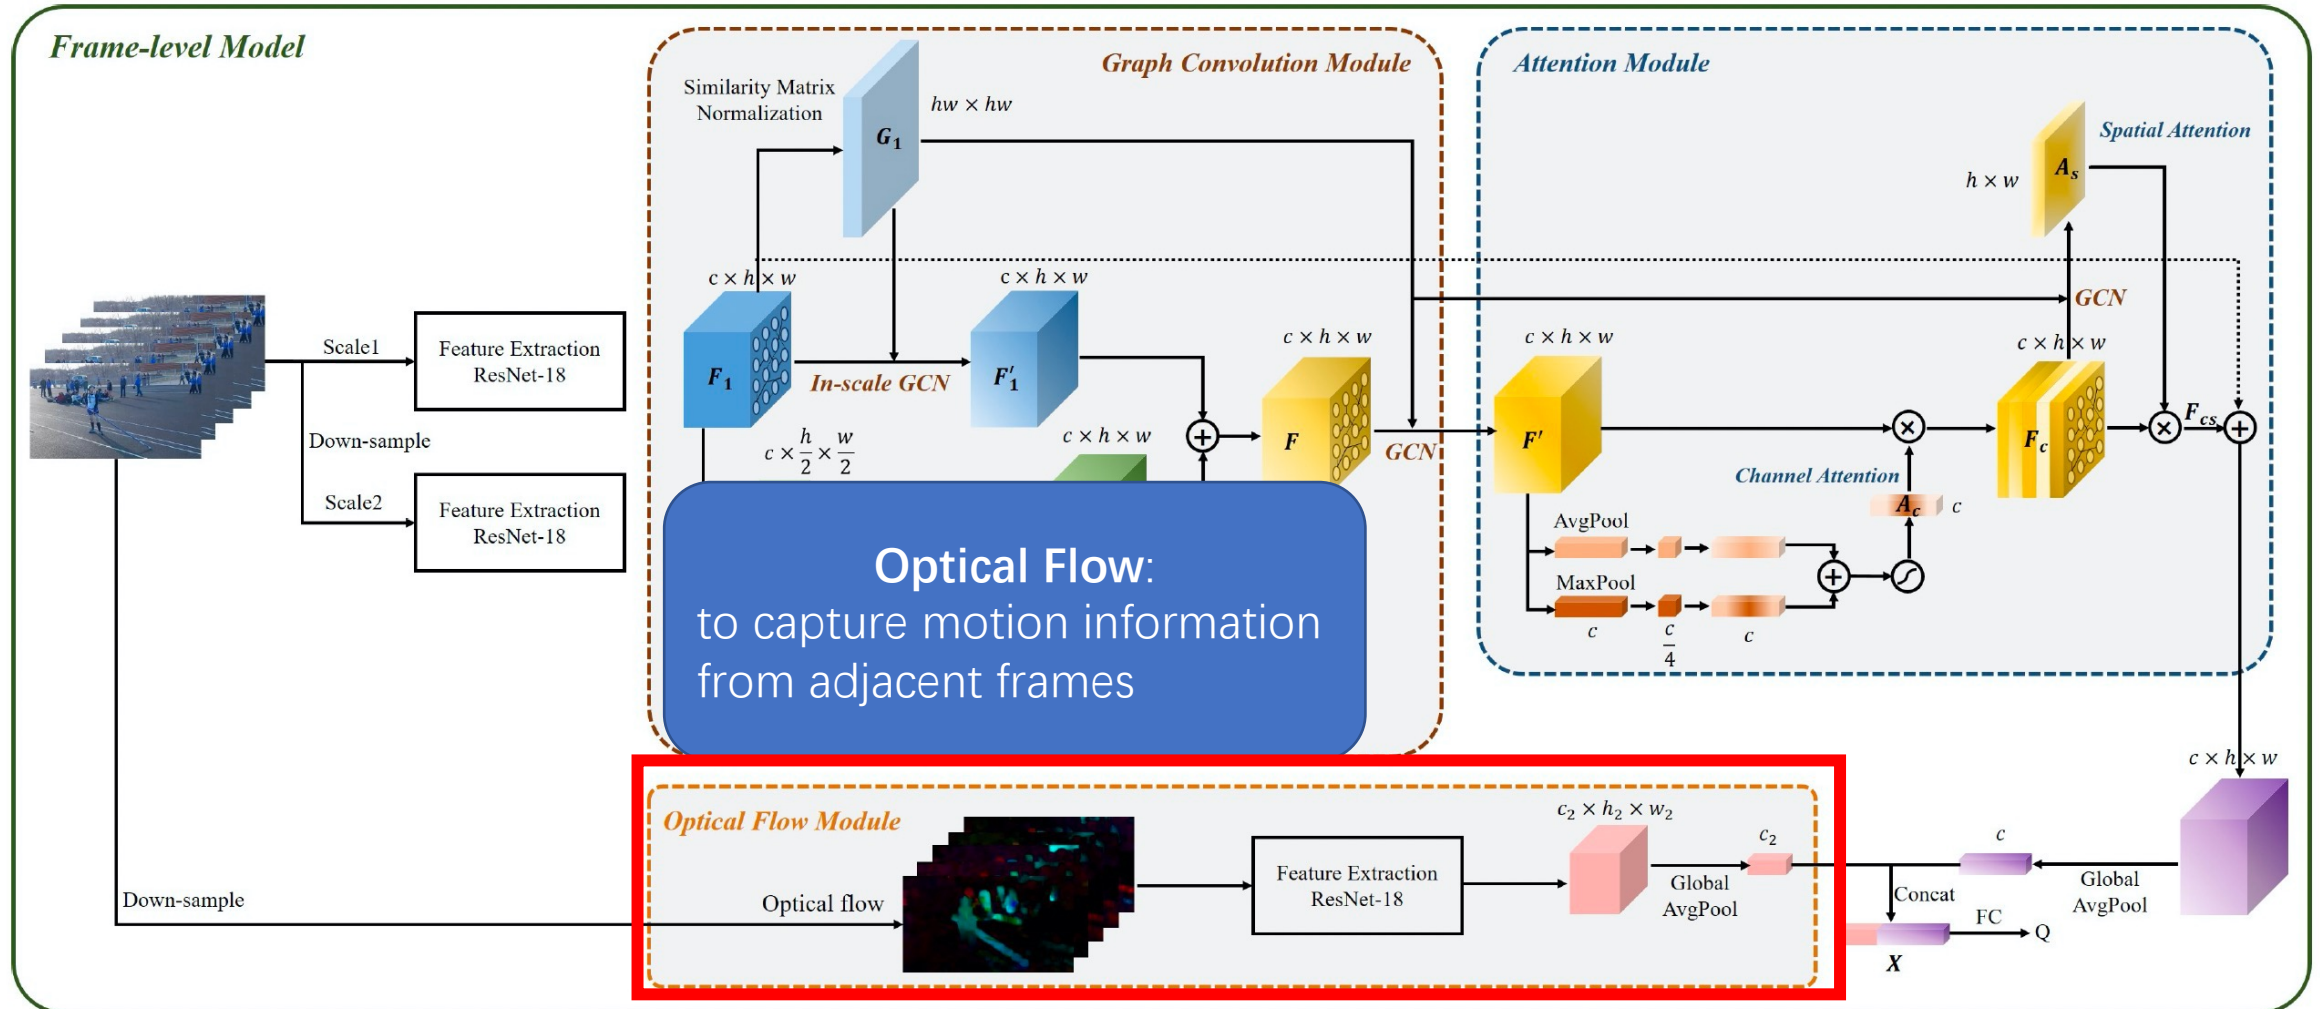 Frame-level Model
Graph Convolution Module
Attention Module
Similarity Matrix
Normalization
hw × hw
G₁
Spatial Attention
Aₛ
h × w
c × h × w
c × h × w
GCN
Scale1
Feature Extraction
ResNet-18
F₁
In-scale GCN
F′₁
c × h × w
F
GCN
c × h × w
F′
c × h × w
F_c
F_cs
Down-sample
c × h/2 × w/2
c × h × w
Channel Attention
A_c
c
Scale2
Feature Extraction
ResNet-18
AvgPool
MaxPool
c
c/4
c
Optical Flow:
to capture motion information
from adjacent frames
c × h × w
Optical Flow Module
c₂ × h₂ × w₂
c₂
c
Down-sample
Optical flow
Feature Extraction
ResNet-18
Global
AvgPool
Concat
Global
AvgPool
FC
Q
X